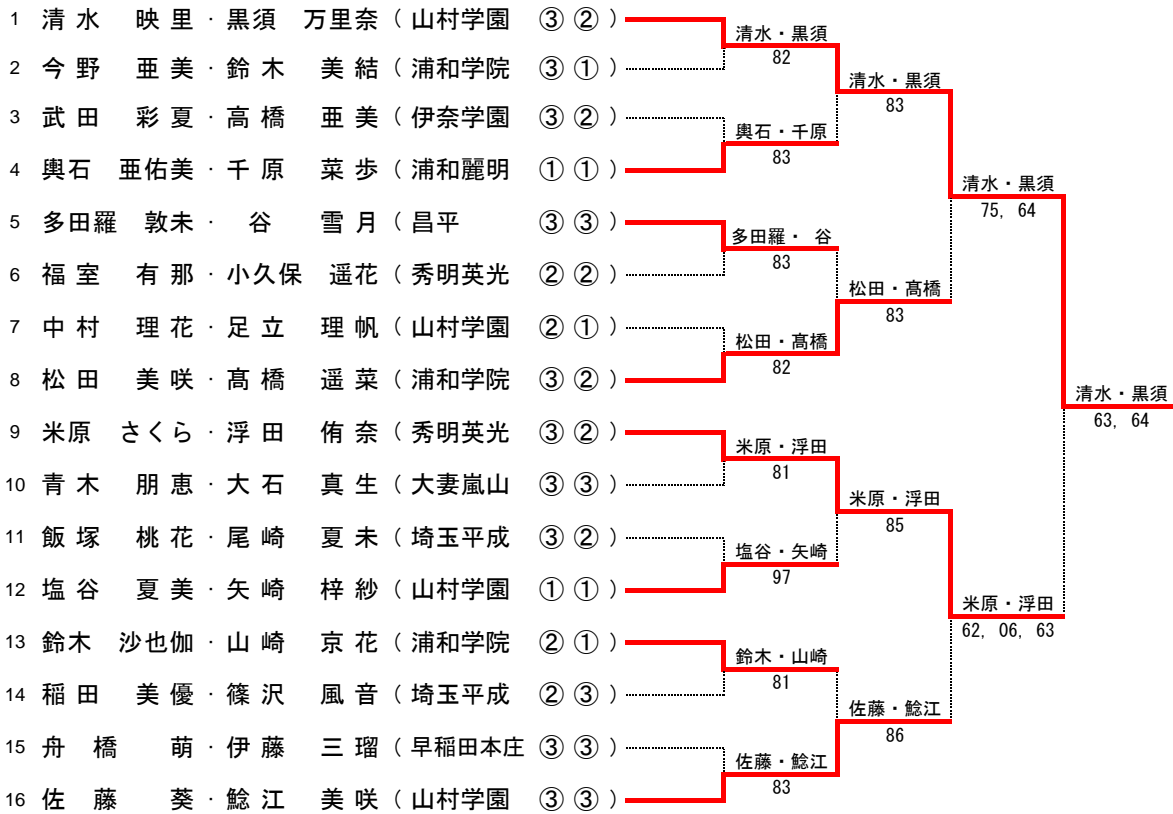 1 清水 映里・黒須 万里奈(山村学園 ③②)
2 今野 亜美・鈴木 美結(浦和学院 ③①)
3 武田 彩夏・高橋 亜美(伊奈学園 ③②)
4 輿石 亜佑美・千原 菜歩(浦和麗明 ①①)
5 多田羅 敦未・谷 雪月(昌平 ③③)
6 福室 有那・小久保 遥花(秀明英光 ②②)
7 中村 理花・足立 理帆(山村学園 ②①)
8 松田 美咲・髙橋 遥菜(浦和学院 ③②)
9 米原 さくら・浮田 侑奈(秀明英光 ③②)
10 青木 朋恵・大石 真生(大妻嵐山 ③③)
11 飯塚 桃花・尾崎 夏未(埼玉平成 ③②)
12 塩谷 夏美・矢崎 梓紗(山村学園 ①①)
13 鈴木 沙也伽・山崎 京花(浦和学院 ②①)
14 稲田 美優・篠沢 風音(埼玉平成 ②③)
15 舟橋 萌・伊藤 三瑠(早稲田本庄 ③③)
16 佐藤 葵・鯰江 美咲(山村学園 ③③)
清水・黒須
82
輿石・千原
83
多田羅・谷
83
松田・髙橋
82
米原・浮田
81
塩谷・矢崎
97
鈴木・山崎
81
佐藤・鯰江
83
清水・黒須
83
松田・髙橋
83
米原・浮田
85
佐藤・鯰江
86
清水・黒須
75, 64
米原・浮田
62, 06, 63
清水・黒須
63, 64